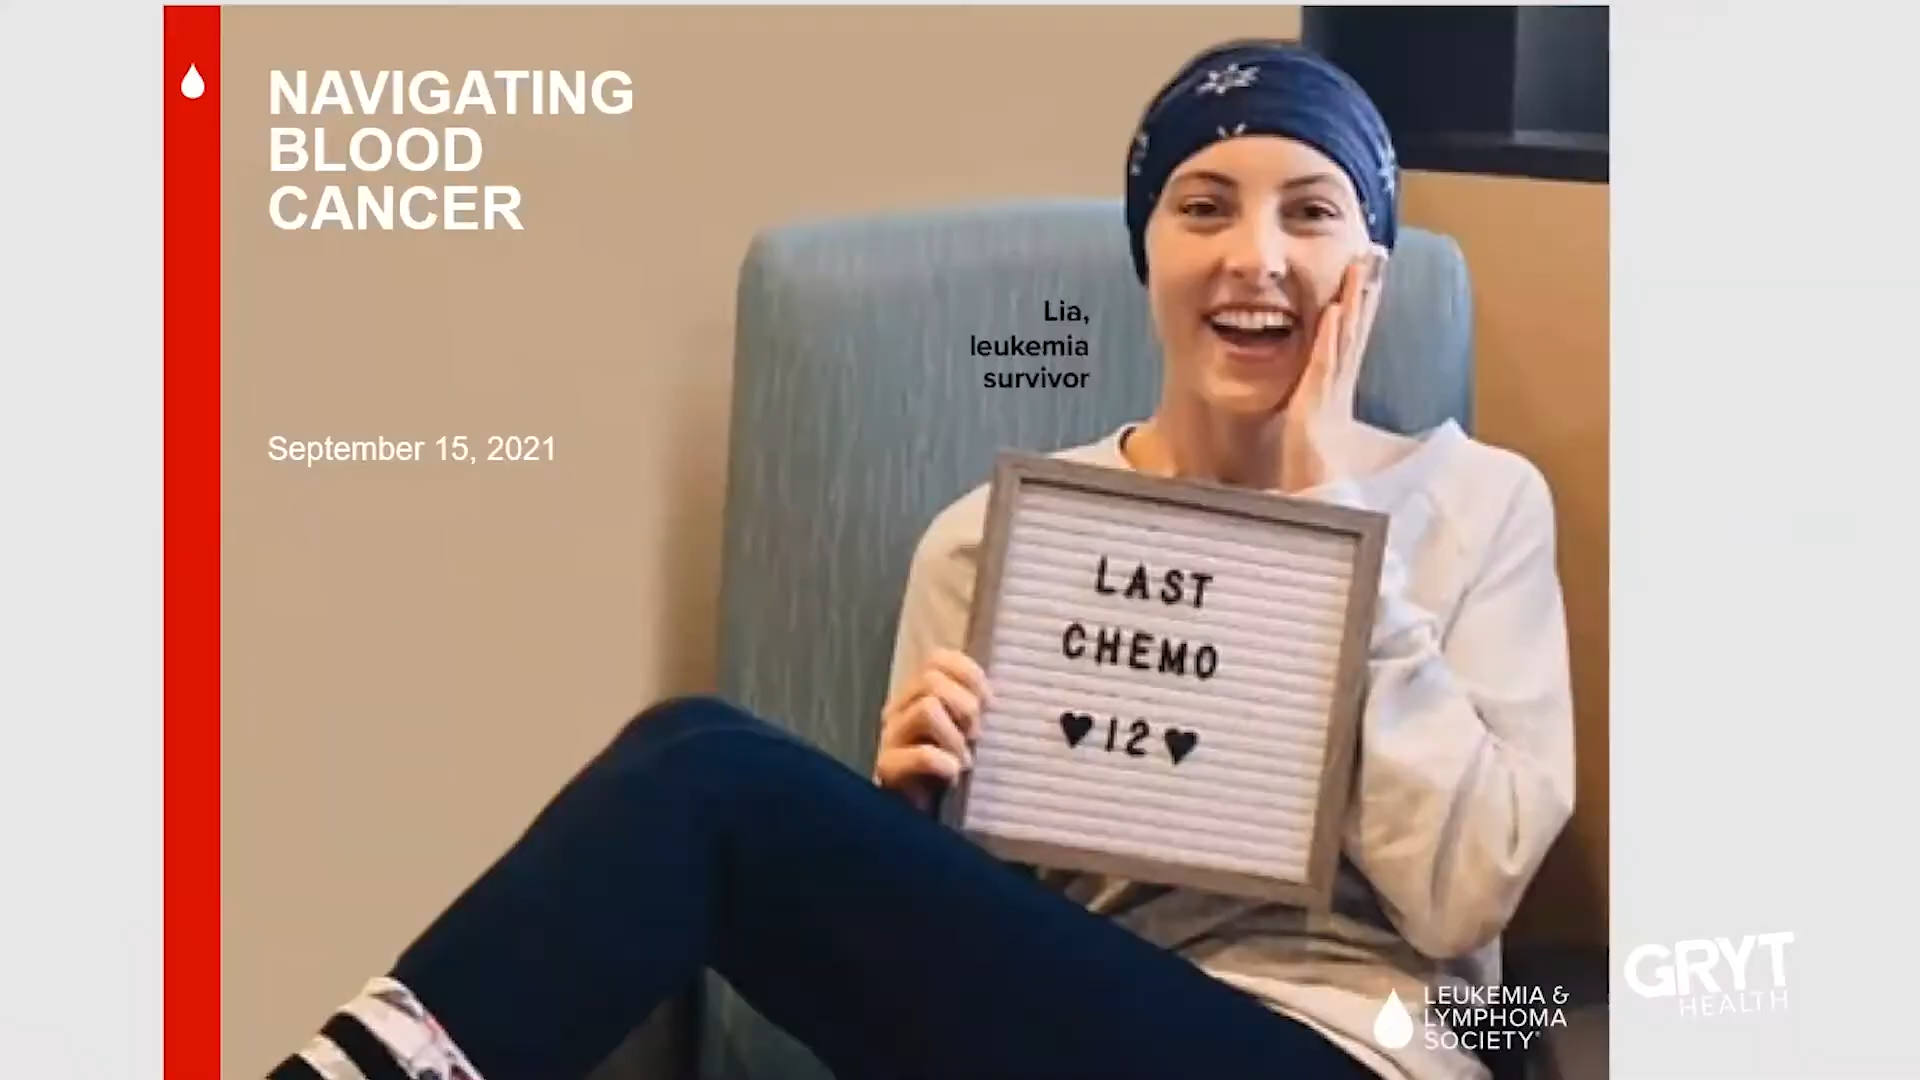 NAVIGATING
BLOOD
CANCER
Lia,
leukemia
survivor
September 15, 2021
LAST
CHEMO
♥12♥
LEUKEMIA &
LYMPHOMA
SOCIETY®
GRYT
HEALTH